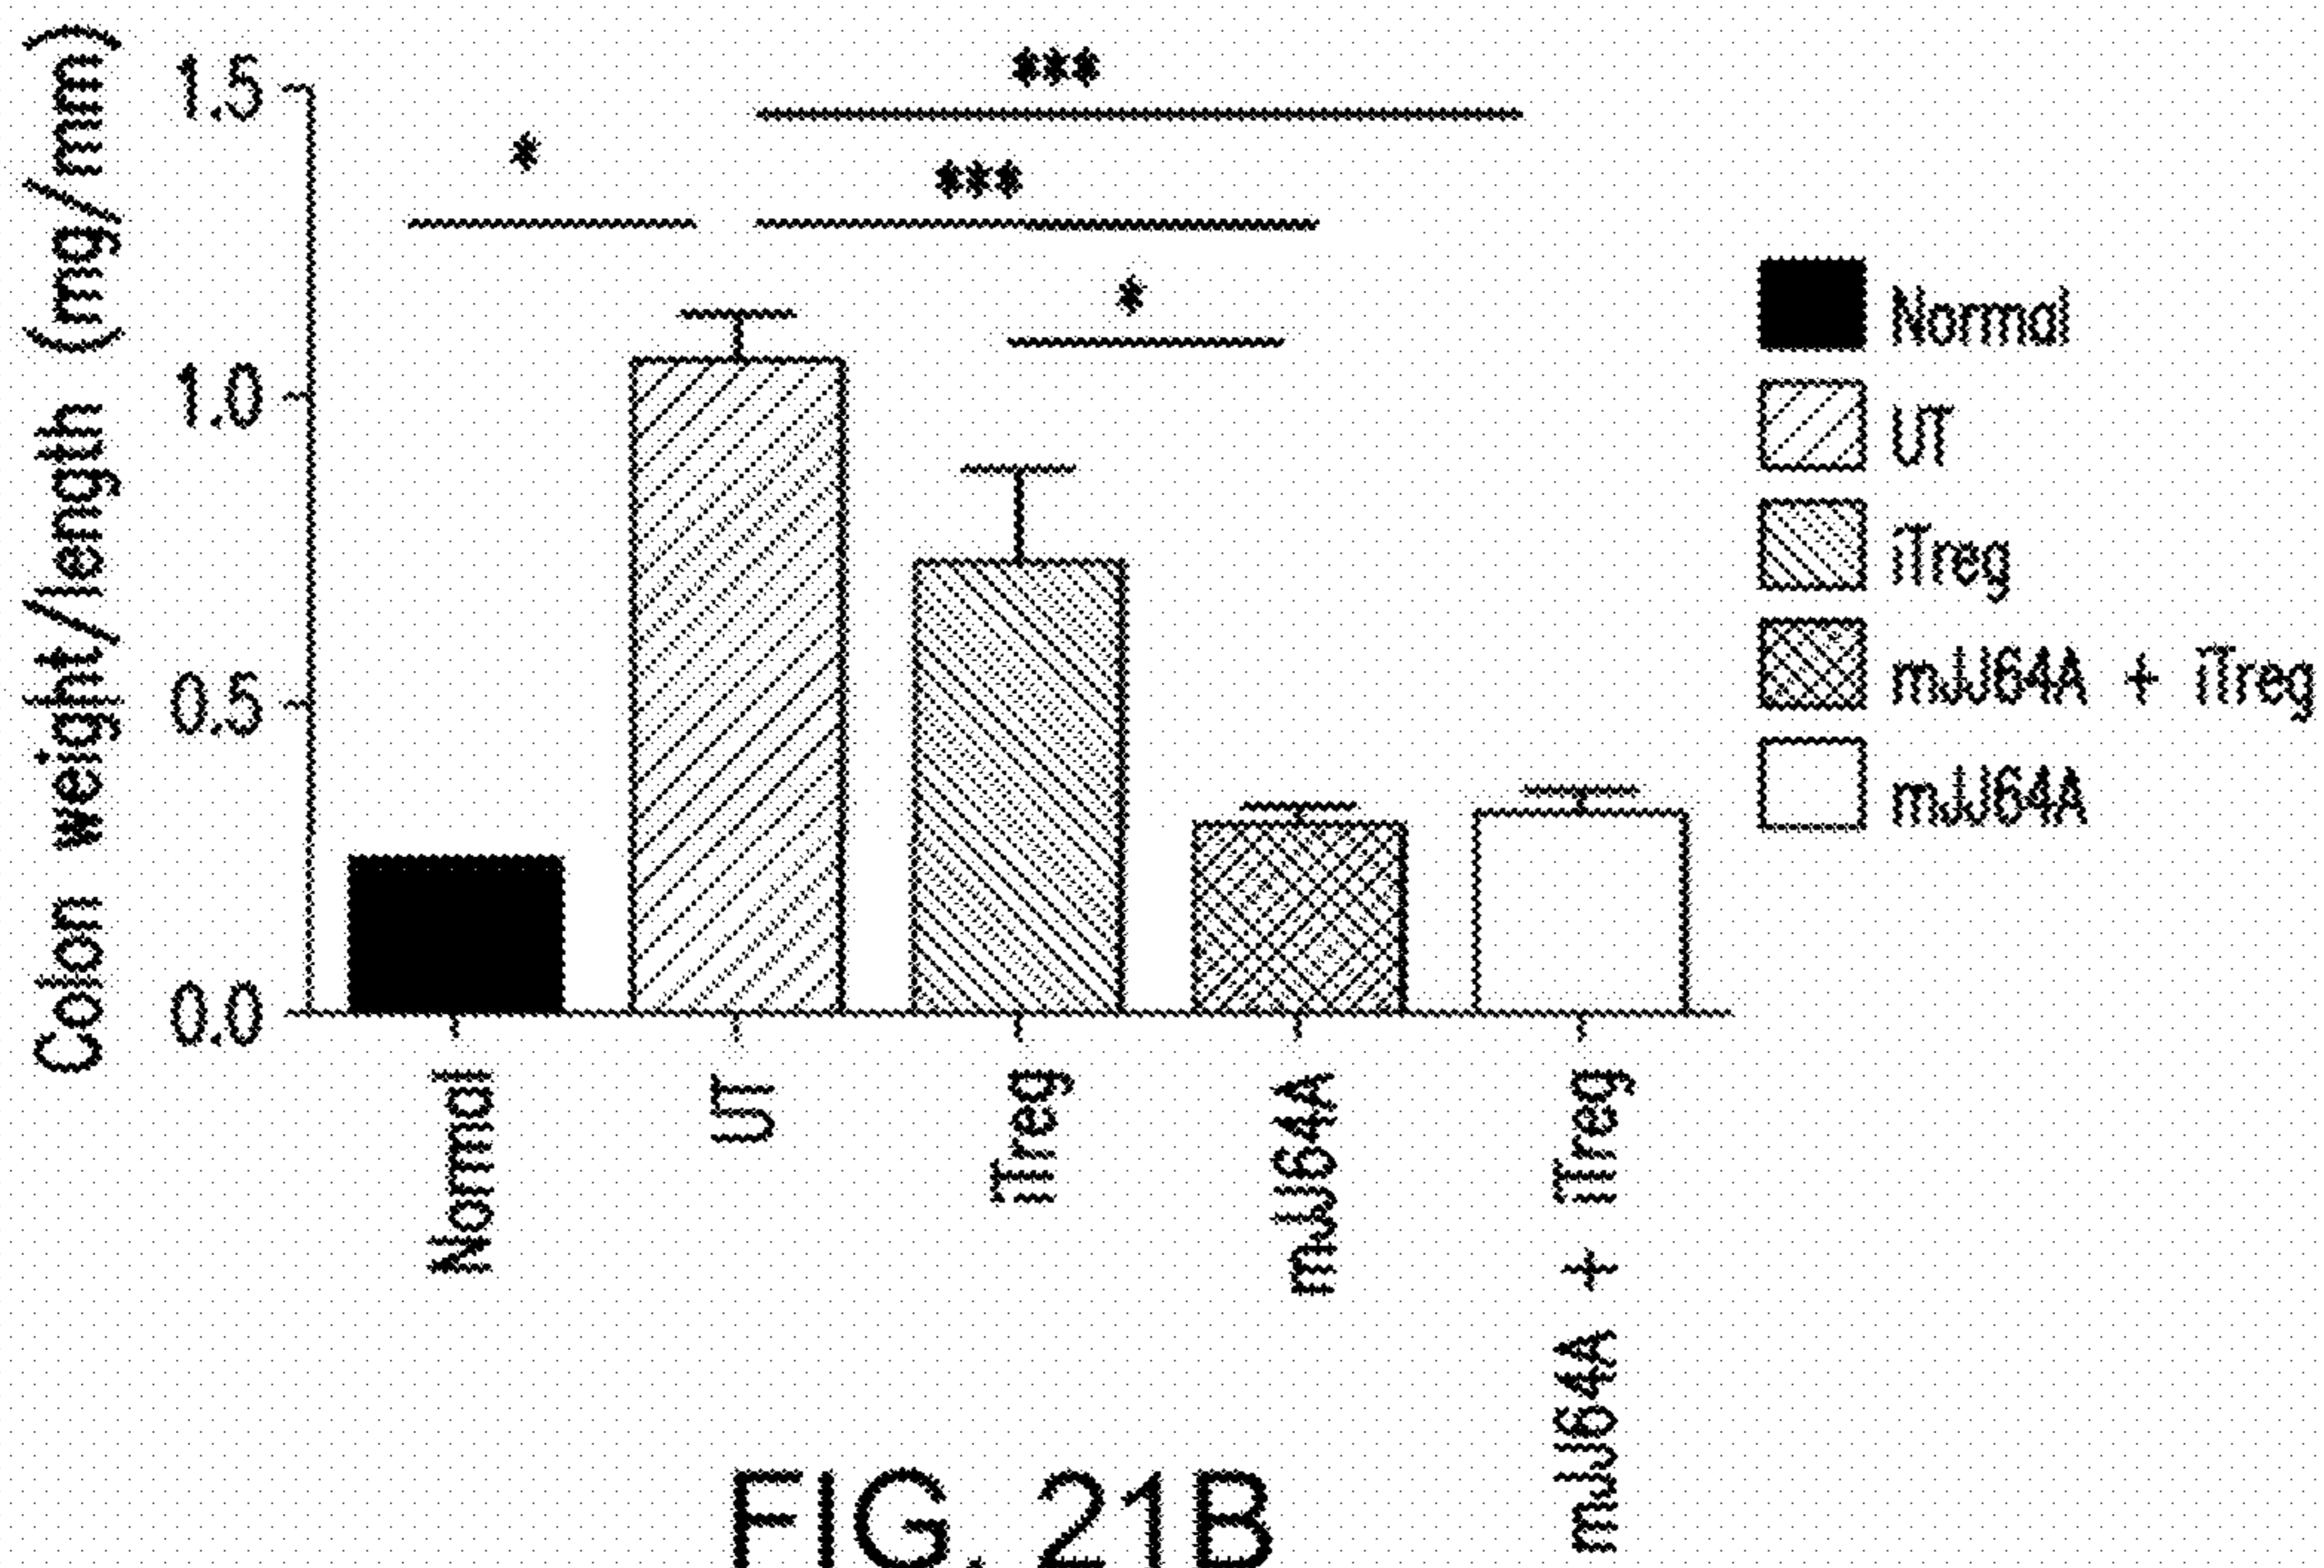 Colon weight/length (mg/mm)
1.5
1.0
0.5
0.0
***
*
***
*
Normal
UT
iTreg
mJJ64A + iTreg
mJJ64A
Normal
UT
iTreg
mJJ64A
mJJ64A + iTreg
FIG. 21B